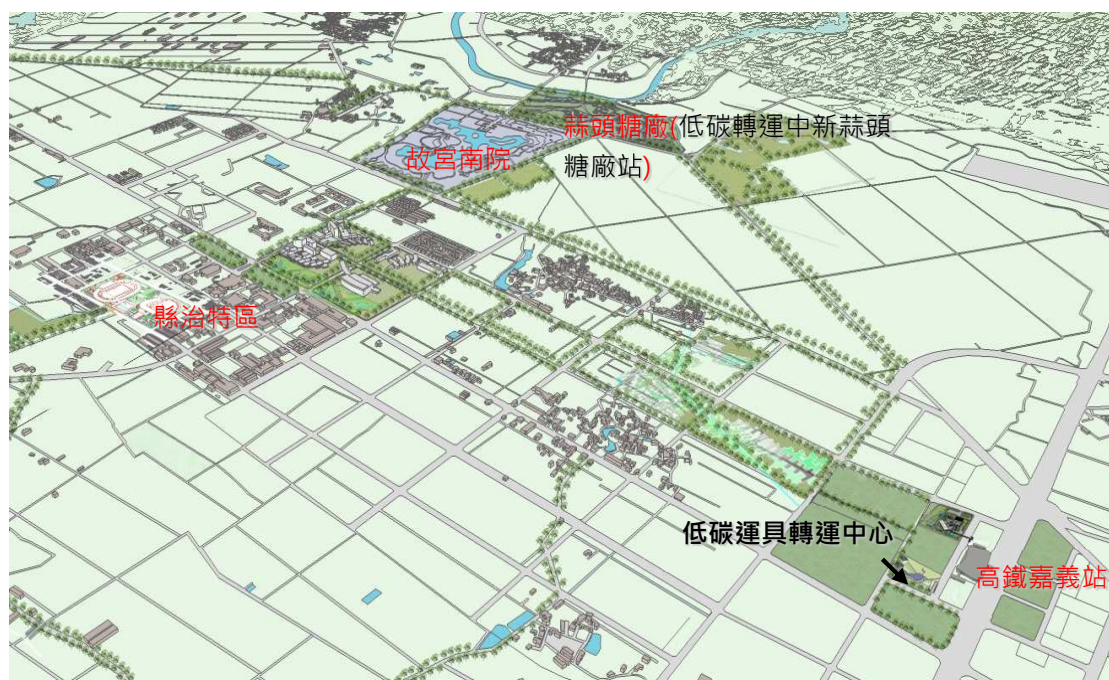 蒜頭糖廠(低碳轉運中新蒜頭
糖廠站)
故宮南院
縣治特區
低碳運具轉運中心
高鐵嘉義站